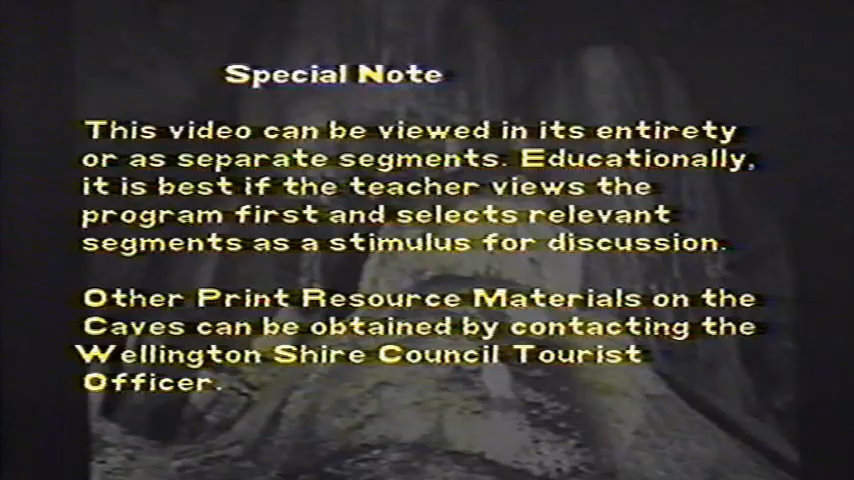 Special Note
This video can be viewed in its entirety
or as separate segments. Educationally,
it is best if the teacher views the
program first and selects relevant
segments as a stimulus for discussion.
Other Print Resource Materials on the
Caves can be obtained by contacting the
Wellington Shire Council Tourist
Officer.